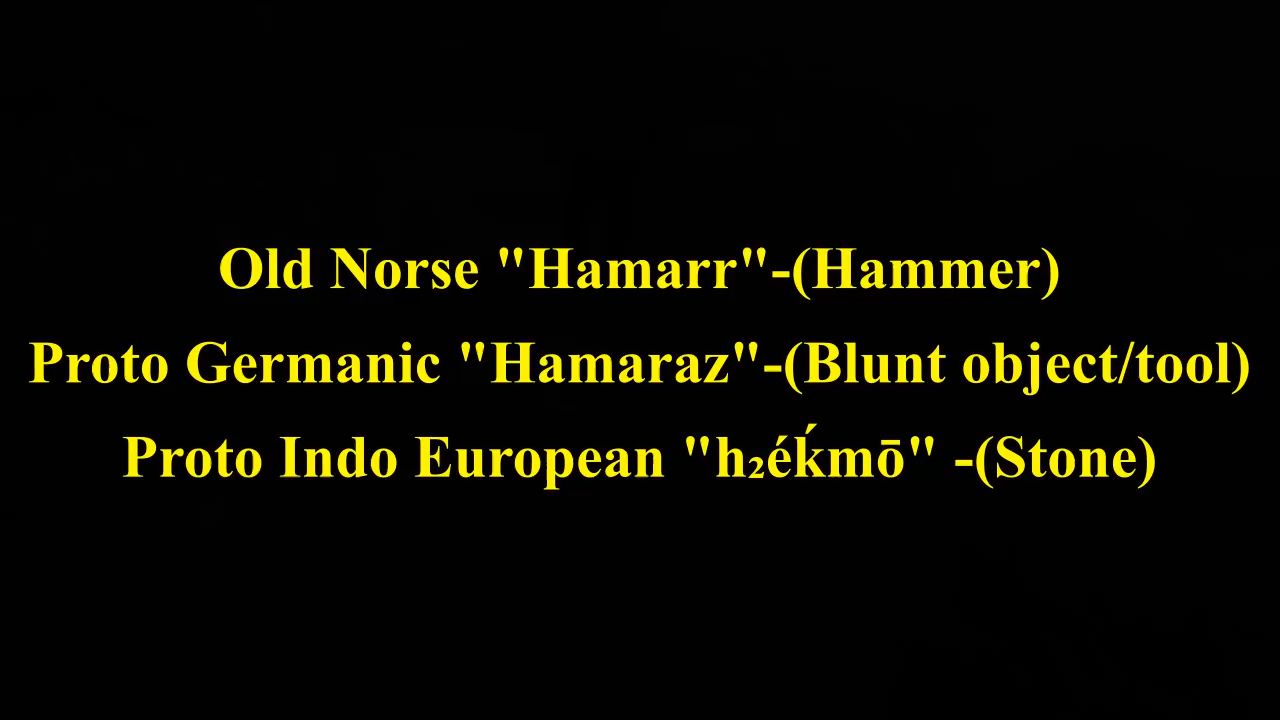 Old Norse "Hamarr"-(Hammer)
Proto Germanic "Hamaraz"-(Blunt object/tool)
Proto Indo European "h₂éḱmō" -(Stone)